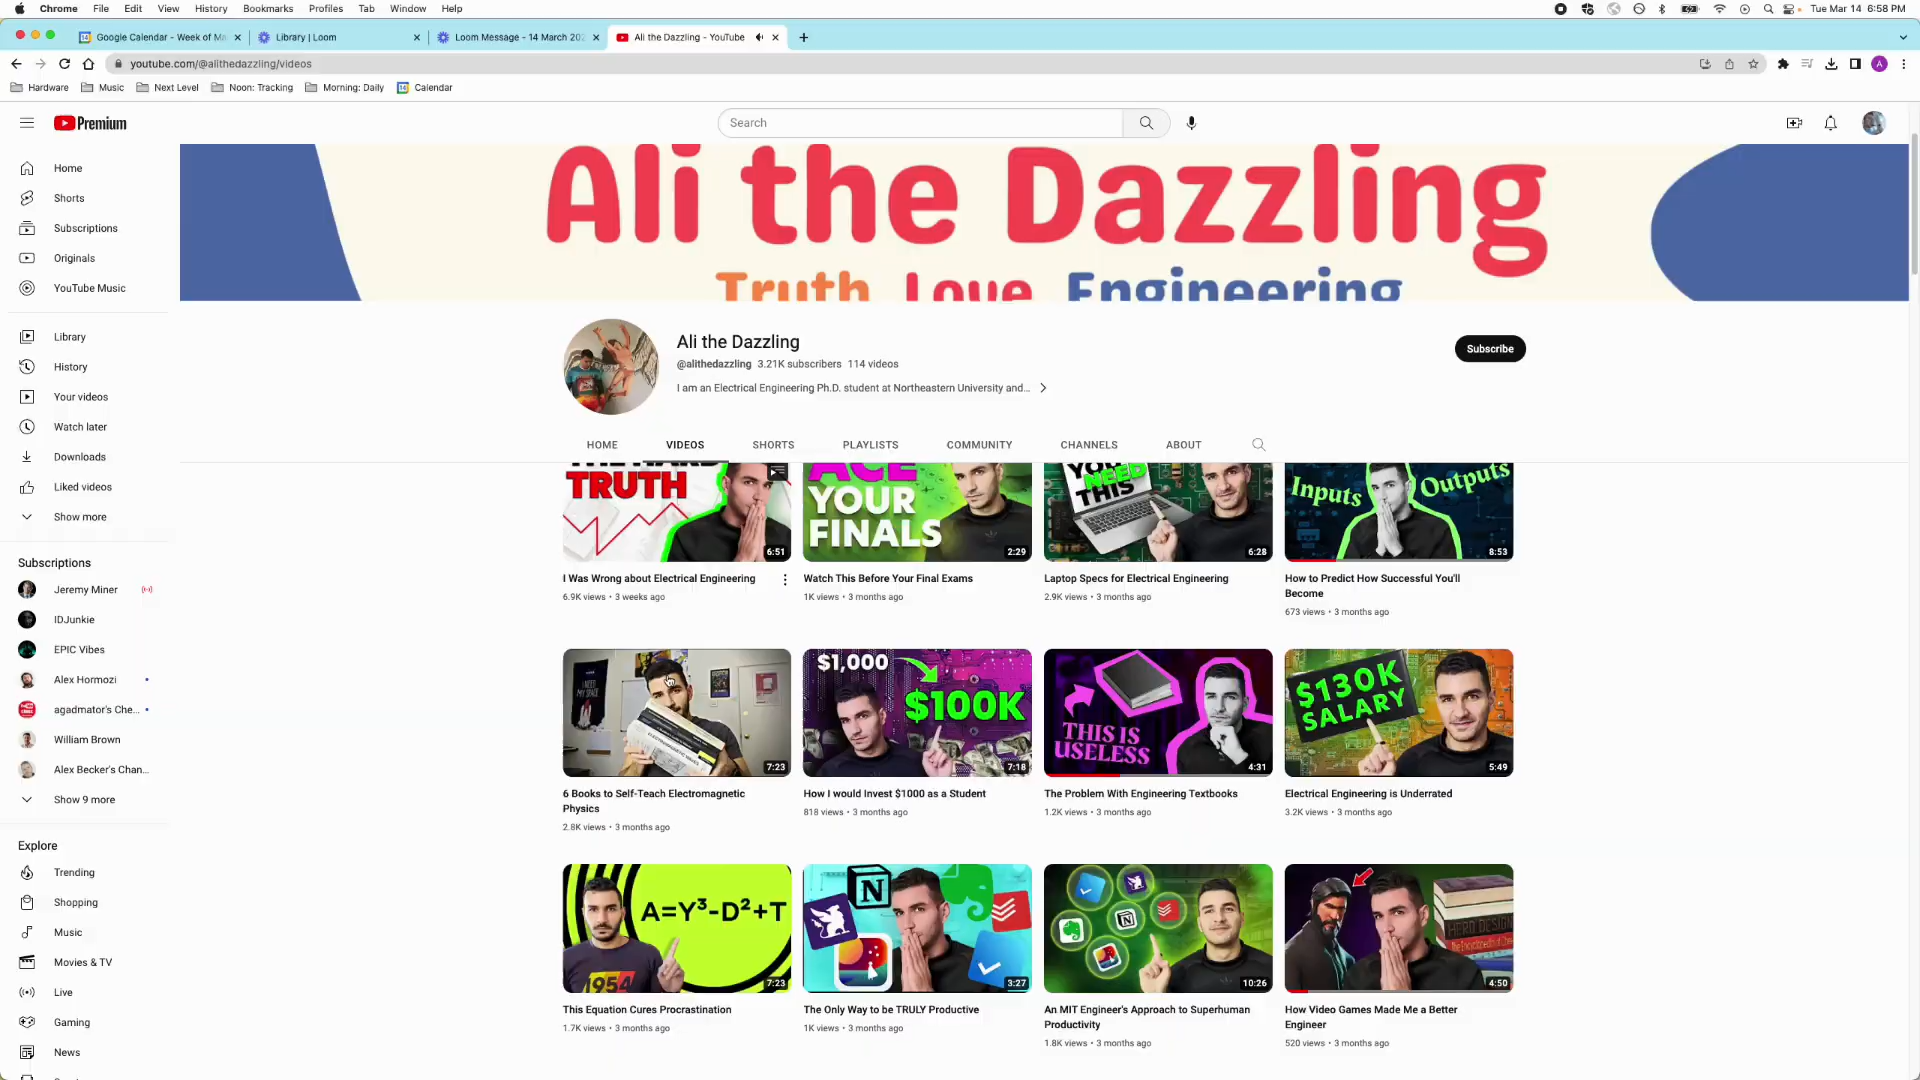 Chrome File Edit View History Bookmarks Profiles Tab Window Help Tue Mar 14 6:58 PM
Google Calendar - Week of Ma Library | Loom Loom Message - 14 March 202 All the Dazzling - YouTube
youtube.com/@alithedazzling/videos
Hardware Music Next Level Noon: Tracking Morning: Daily Calendar
Premium
Search
Home
Shorts
Subscriptions
Originals
YouTube Music
Library
History
Your videos
Watch later
Downloads
Liked videos
Show more
Subscriptions
Jeremy Miner
IDJunkie
EPIC Vibes
Alex Hormozi
agadmator's Che...
William Brown
Alex Becker's Chan...
Show 9 more
Explore
Trending
Shopping
Music
Movies & TV
Live
Gaming
News
Ali the Dazzling
Truth Love Engineering
Ali the Dazzling
@alithedazzling 3.21K subscribers 114 videos
I am an Electrical Engineering Ph.D. student at Northeastern University and...
Subscribe
HOME VIDEOS SHORTS PLAYLISTS COMMUNITY CHANNELS ABOUT
THE HARD
TRUTH
6:51
ACE
YOUR
FINALS
2:29
YOU
NEED
THIS
6:28
Inputs Outputs
8:53
I Was Wrong about Electrical Engineering
6.9K views • 3 weeks ago
Watch This Before Your Final Exams
1K views • 3 months ago
Laptop Specs for Electrical Engineering
2.9K views • 3 months ago
How to Predict How Successful You'll
Become
673 views • 3 months ago
I NEED
MY SPACE
7:23
$1,000
$100K
7:18
THIS IS
USELESS
4:31
$130K
SALARY
5:49
6 Books to Self-Teach Electromagnetic
Physics
2.8K views • 3 months ago
How I would Invest $1000 as a Student
818 views • 3 months ago
The Problem With Engineering Textbooks
1.2K views • 3 months ago
Electrical Engineering is Underrated
3.2K views • 3 months ago
A=Y³-D²+T
1954
7:23
N
3:27
N
10:26
HERO DESIGN
4:50
This Equation Cures Procrastination
1.7K views • 3 months ago
The Only Way to be TRULY Productive
1K views • 3 months ago
An MIT Engineer's Approach to Superhuman
Productivity
1.8K views • 3 months ago
How Video Games Made Me a Better
Engineer
520 views • 3 months ago